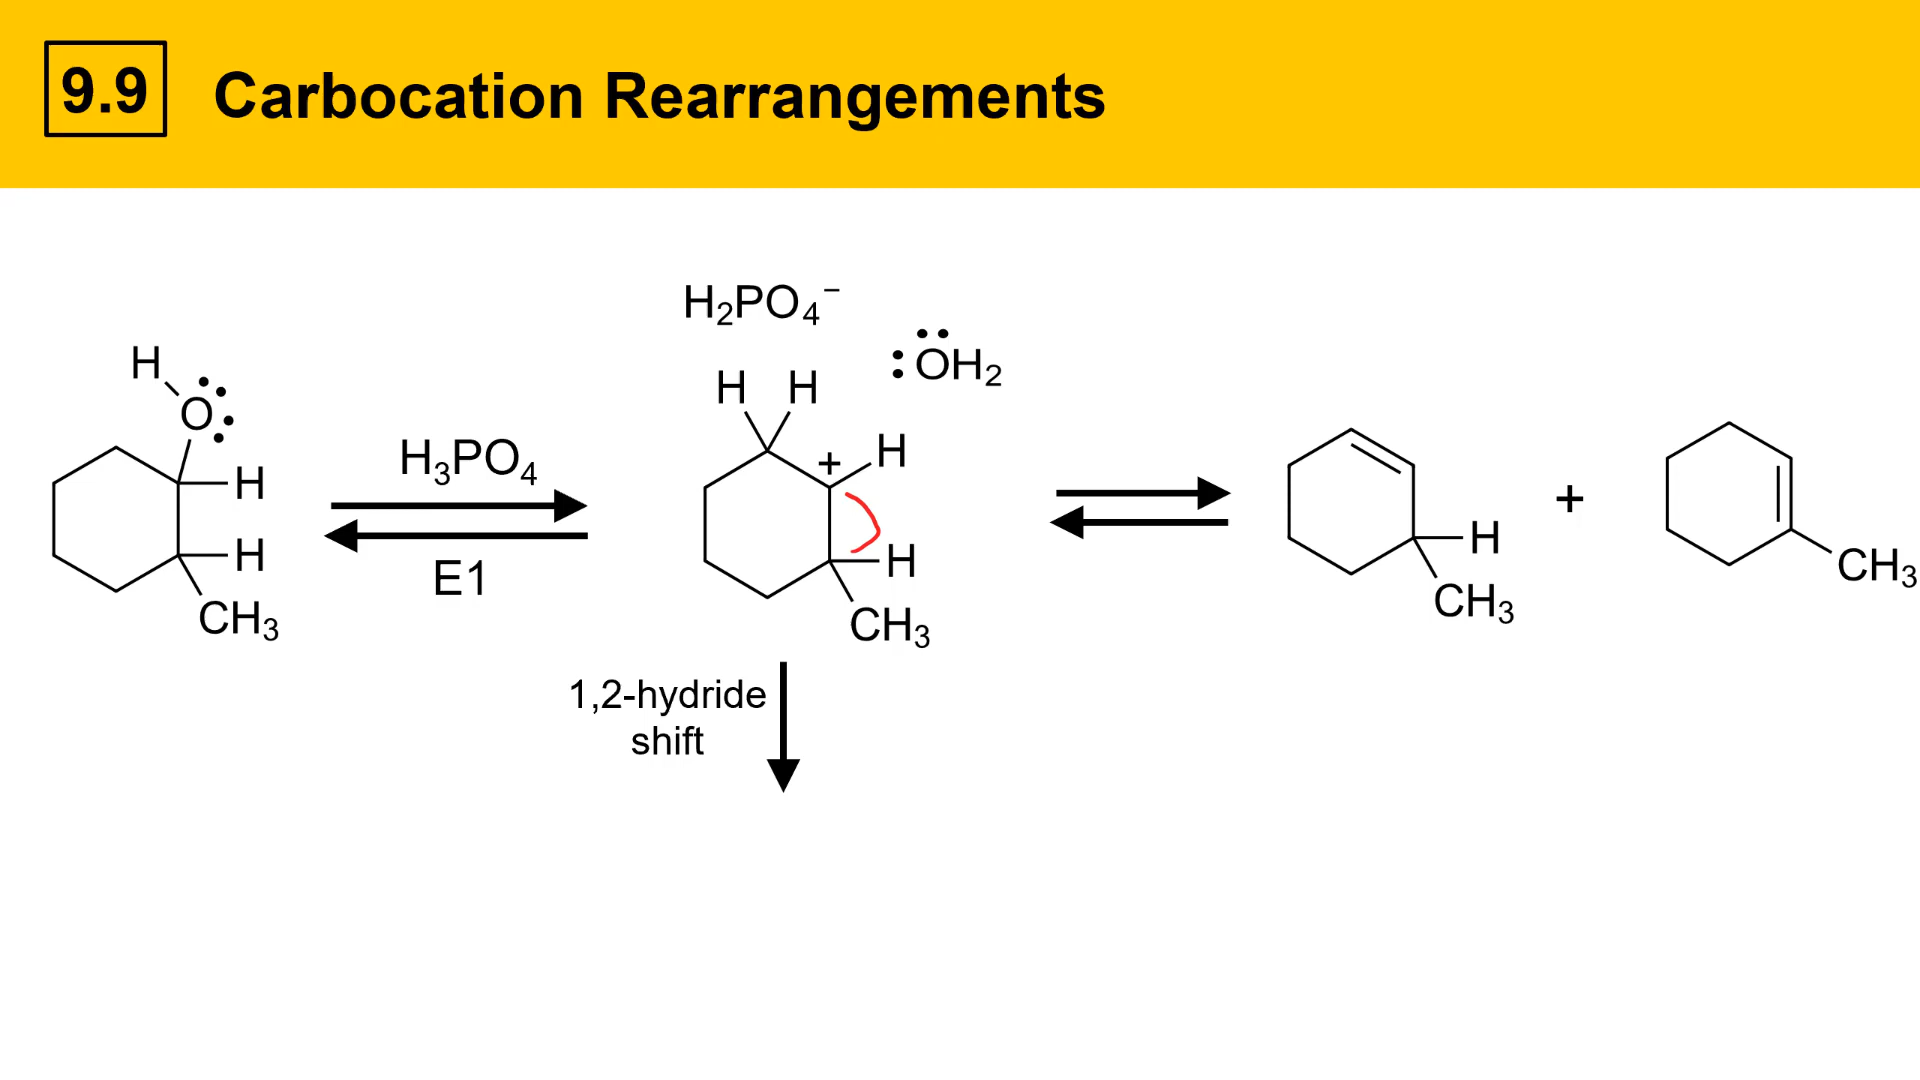 9.9 Carbocation Rearrangements
H₂PO₄⁻
:OH₂
H
H H
O
H
H₃PO₄
+
H
H
E1
H
H
+
H
CH₃
CH₃
CH₃
CH₃
1,2-hydride
shift